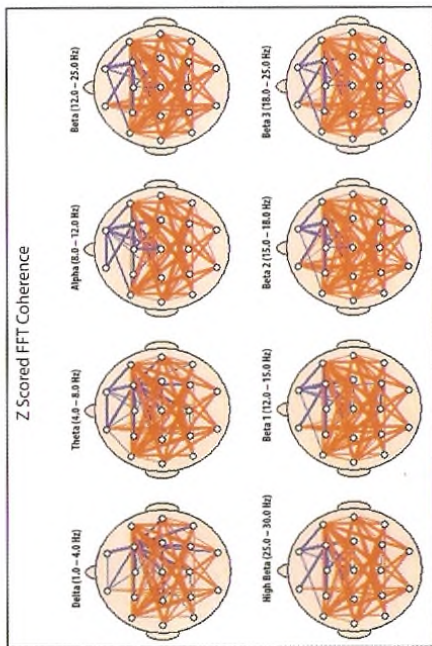 Z Scored FFT Coherence
Delta (1.0 – 4.0 Hz)
Theta (4.0 – 8.0 Hz)
Alpha (8.0 – 12.0 Hz)
Beta (12.0 – 25.0 Hz)
High Beta (25.0 – 30.0 Hz)
Beta 1 (12.0 – 15.0 Hz)
Beta 2 (15.0 – 18.0 Hz)
Beta 3 (18.0 – 25.0 Hz)